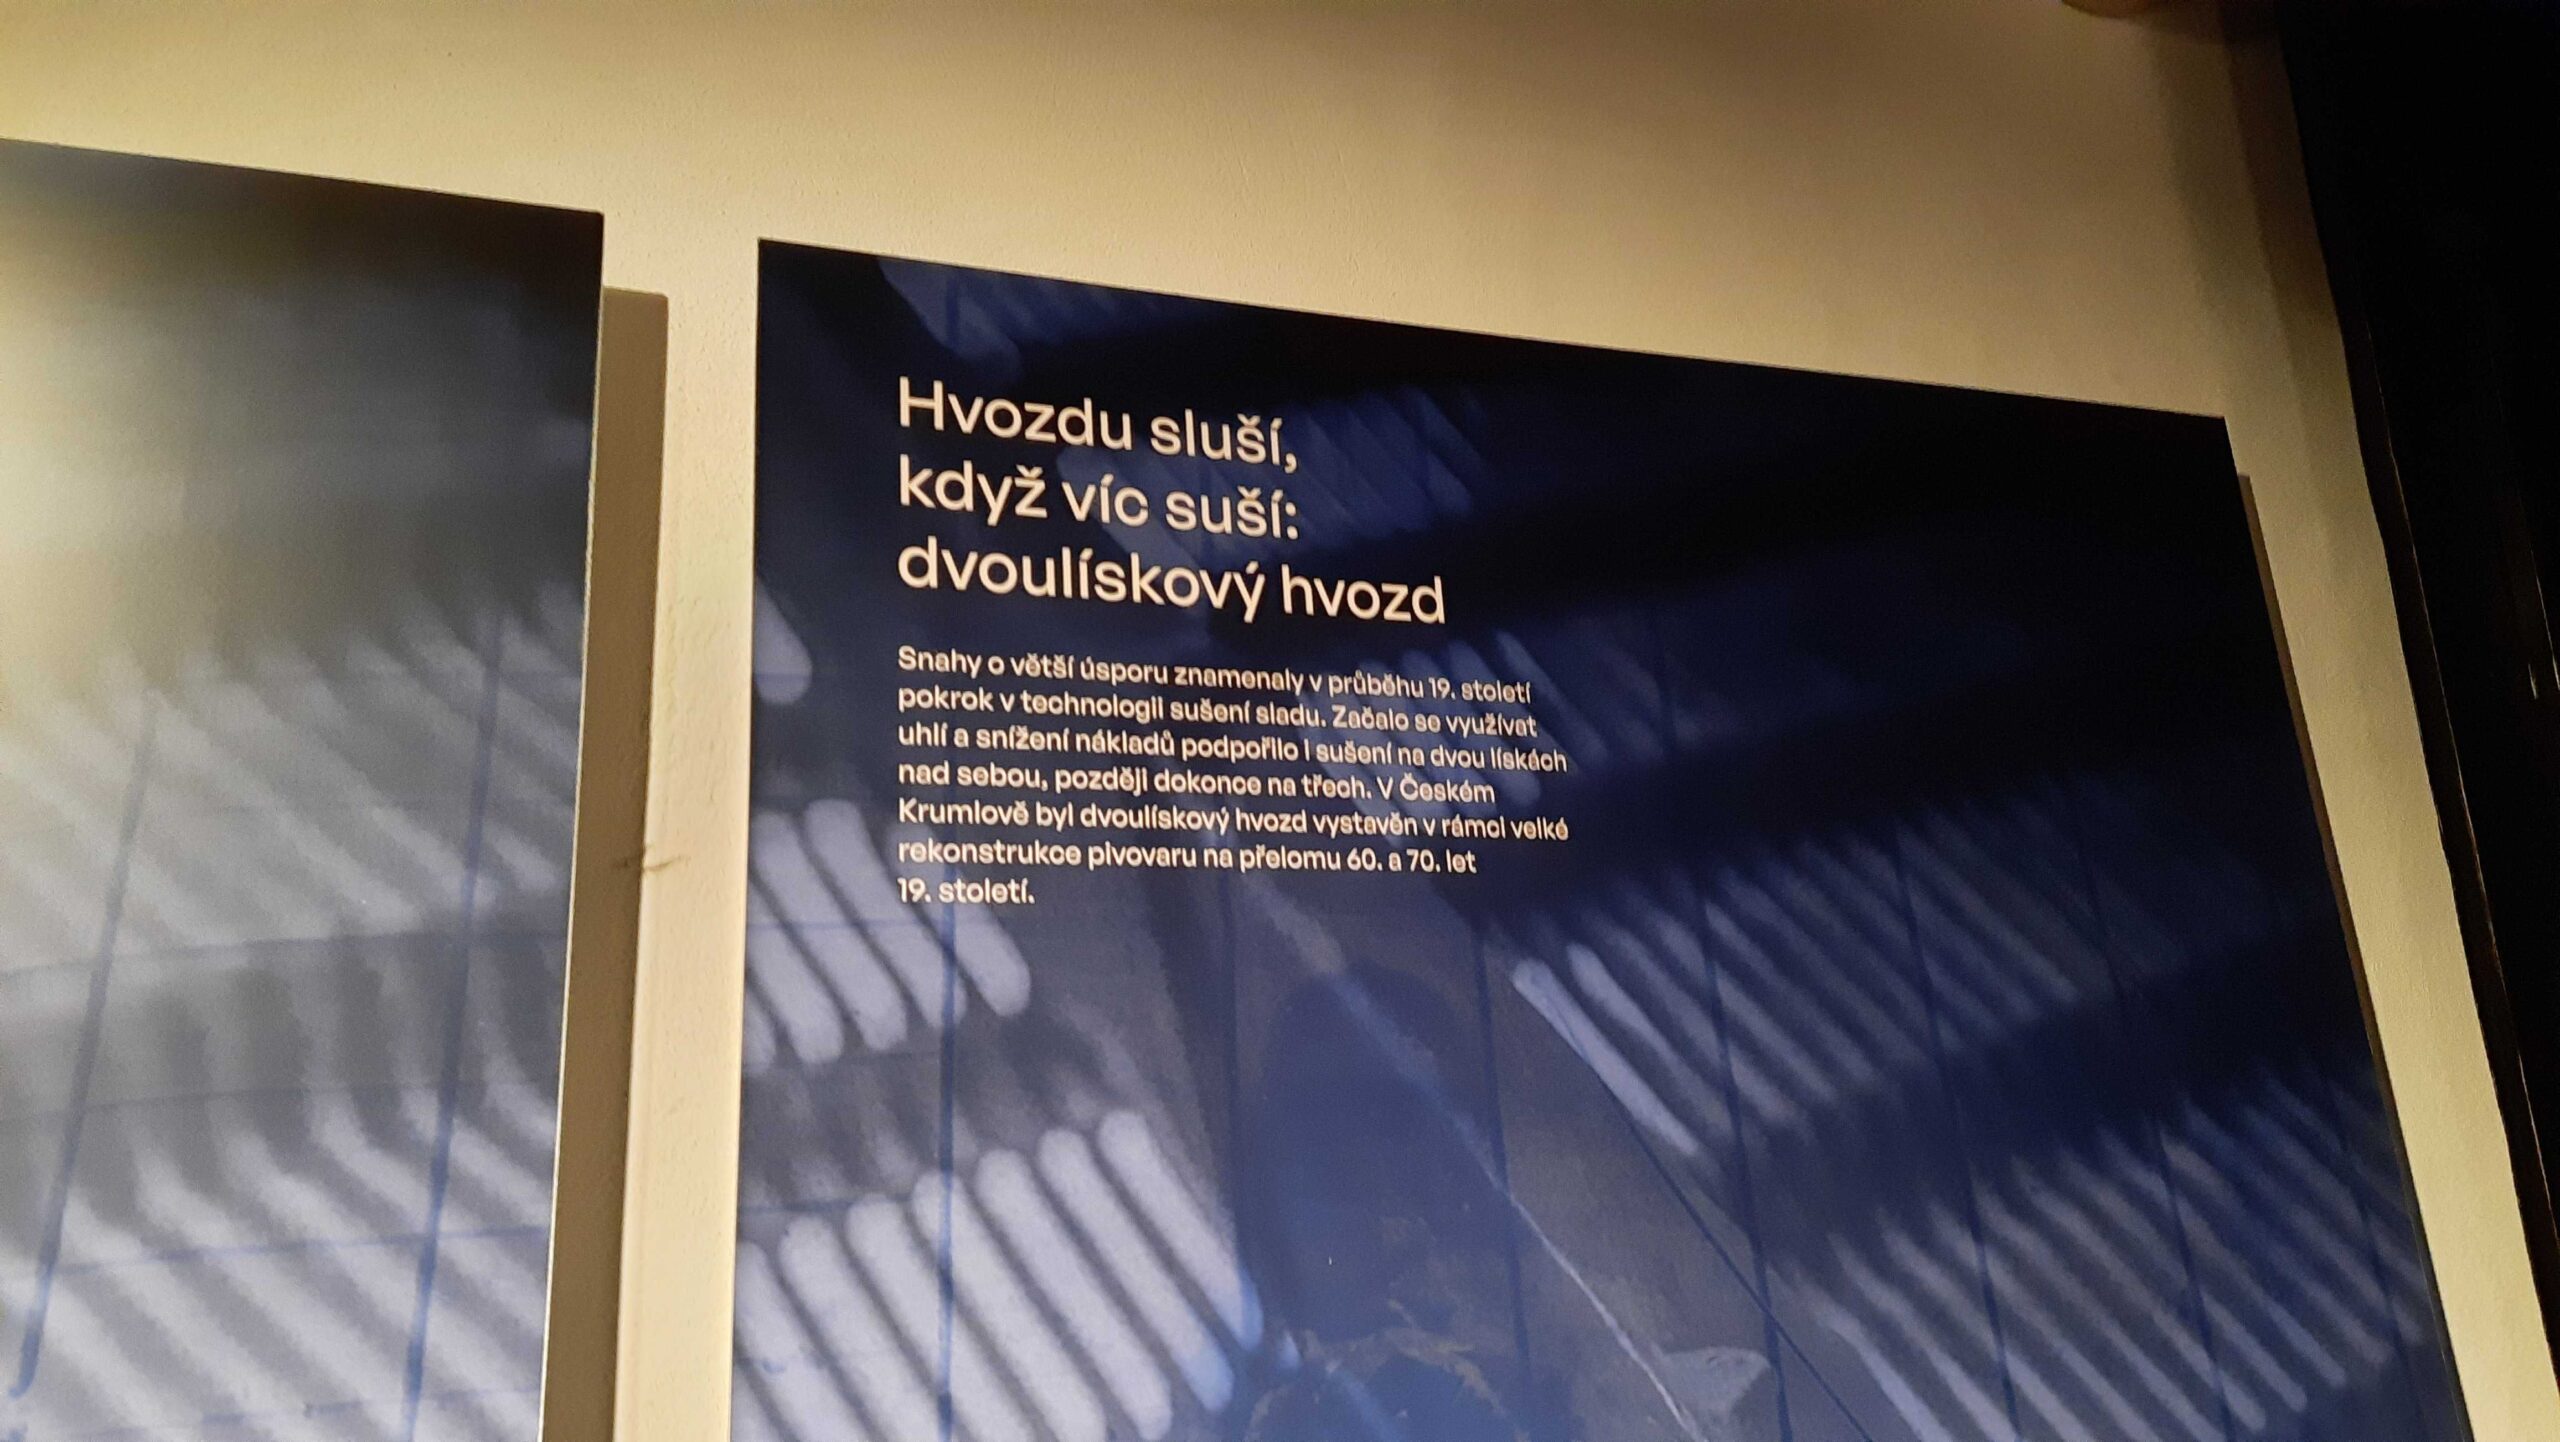 Hvozdu sluší,
když víc suší:
dvoulískový hvozd
Snahy o větší úsporu znamenaly v průběhu 19. století
pokrok v technologii sušení sladu. Začalo se využívat
uhlí a snížení nákladů podpořilo i sušení na dvou lískách
nad sebou, později dokonce na třech. V Českém
Krumlově byl dvoulískový hvozd vystavěn v rámci velké
rekonstrukce pivovaru na přelomu 60. a 70. let
19. století.